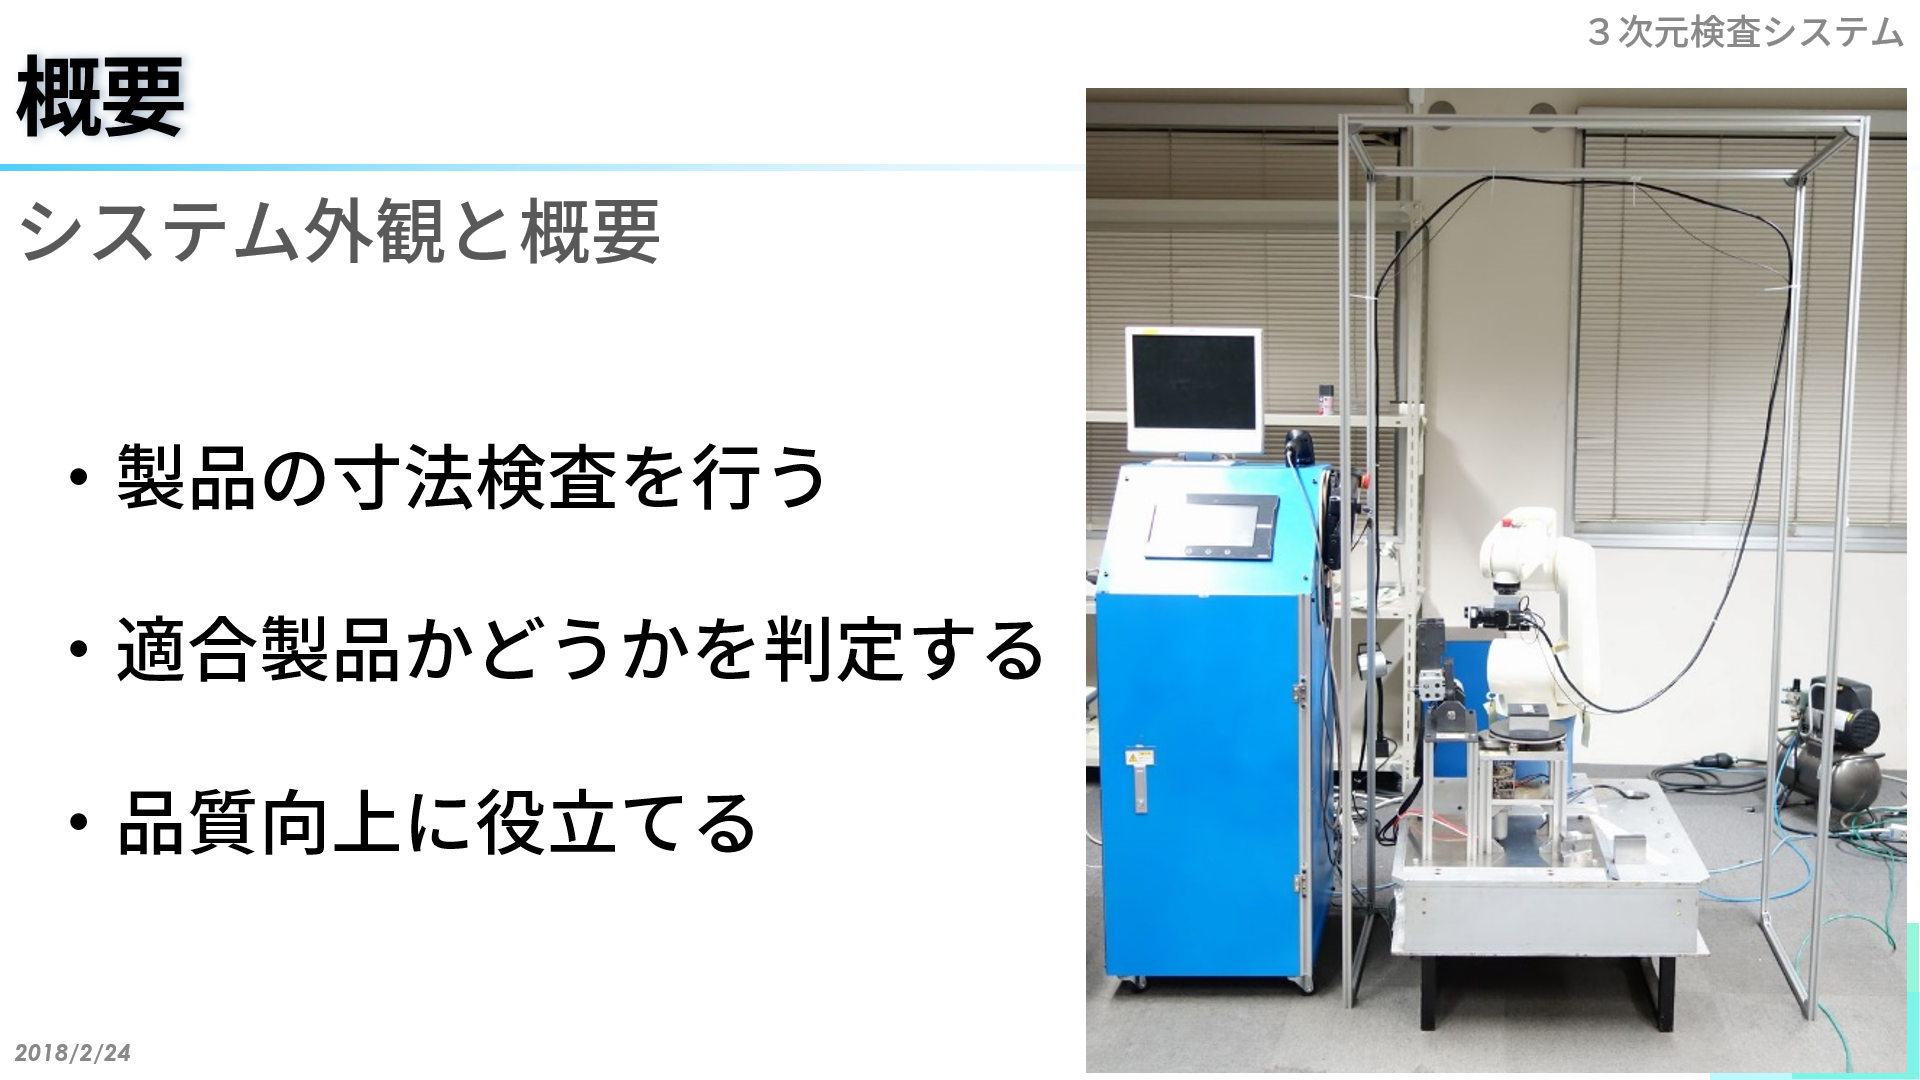 ３次元検査システム
概要
システム外観と概要
・製品の寸法検査を行う
・適合製品かどうかを判定する
・品質向上に役立てる
2018/2/24